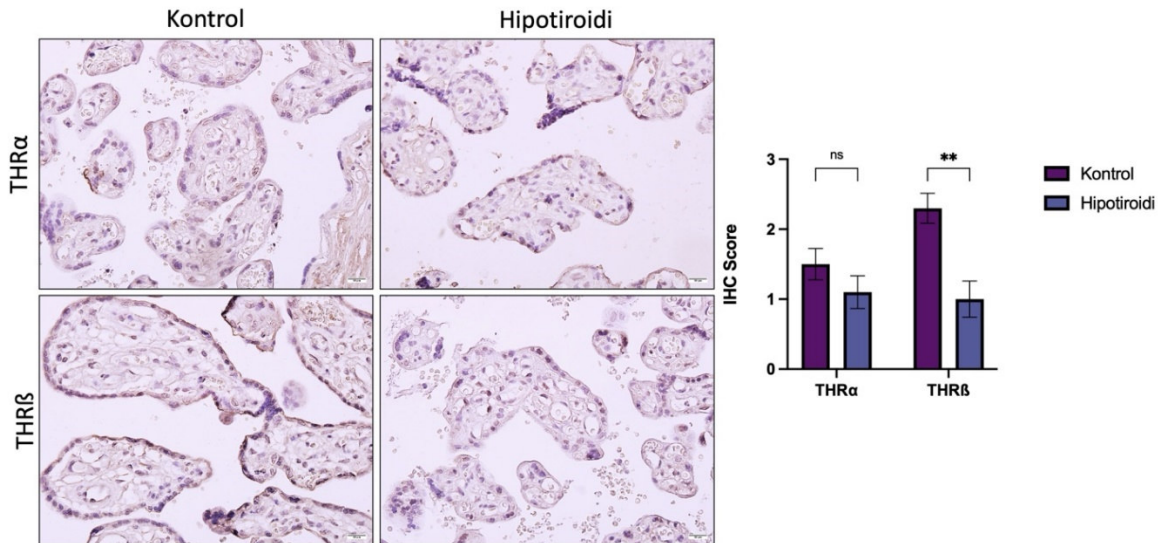 Kontrol
Hipotiroidi
THRα
THRß
IHC Score
3
2
1
0
ns
**
THRα
THRß
Kontrol
Hipotiroidi